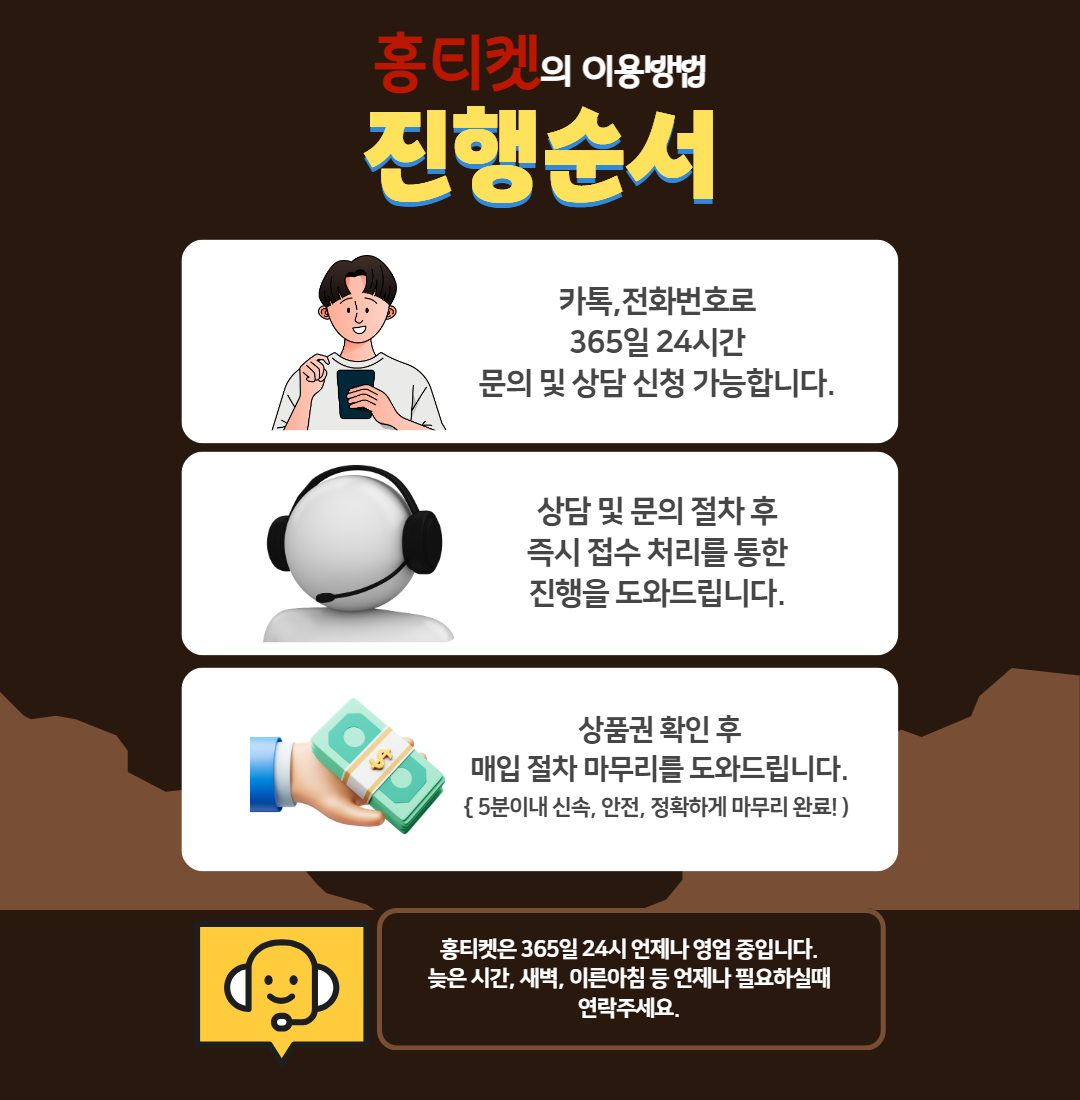 홍티켓의 이용방법
진행순서
카톡,전화번호로
365일 24시간
문의 및 상담 신청 가능합니다.
상담 및 문의 절차 후
즉시 접수 처리를 통한
진행을 도와드립니다.
상품권 확인 후
매입 절차 마무리를 도와드립니다.
{ 5분이내 신속, 안전, 정확하게 마무리 완료! )
홍티켓은 365일 24시 언제나 영업 중입니다.
늦은 시간, 새벽, 이른아침 등 언제나 필요하실때
연락주세요.